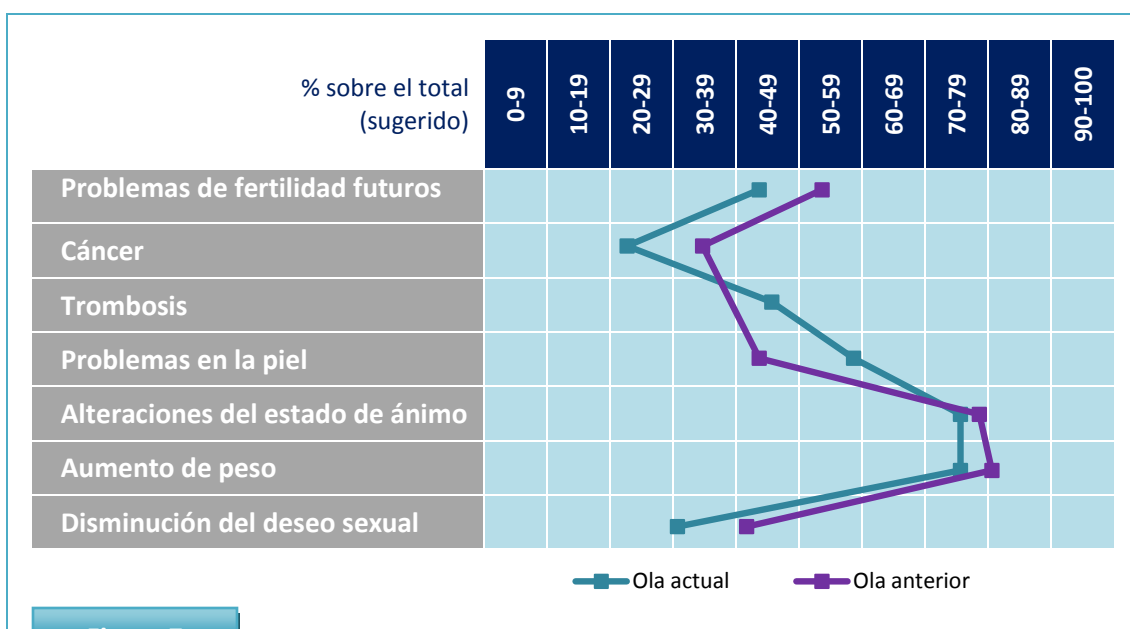 % sobre el total
(sugerido)
0-9
10-19
20-29
30-39
40-49
50-59
60-69
70-79
80-89
90-100
Problemas de fertilidad futuros
Cáncer
Trombosis
Problemas en la piel
Alteraciones del estado de ánimo
Aumento de peso
Disminución del deseo sexual
Ola actual
Ola anterior